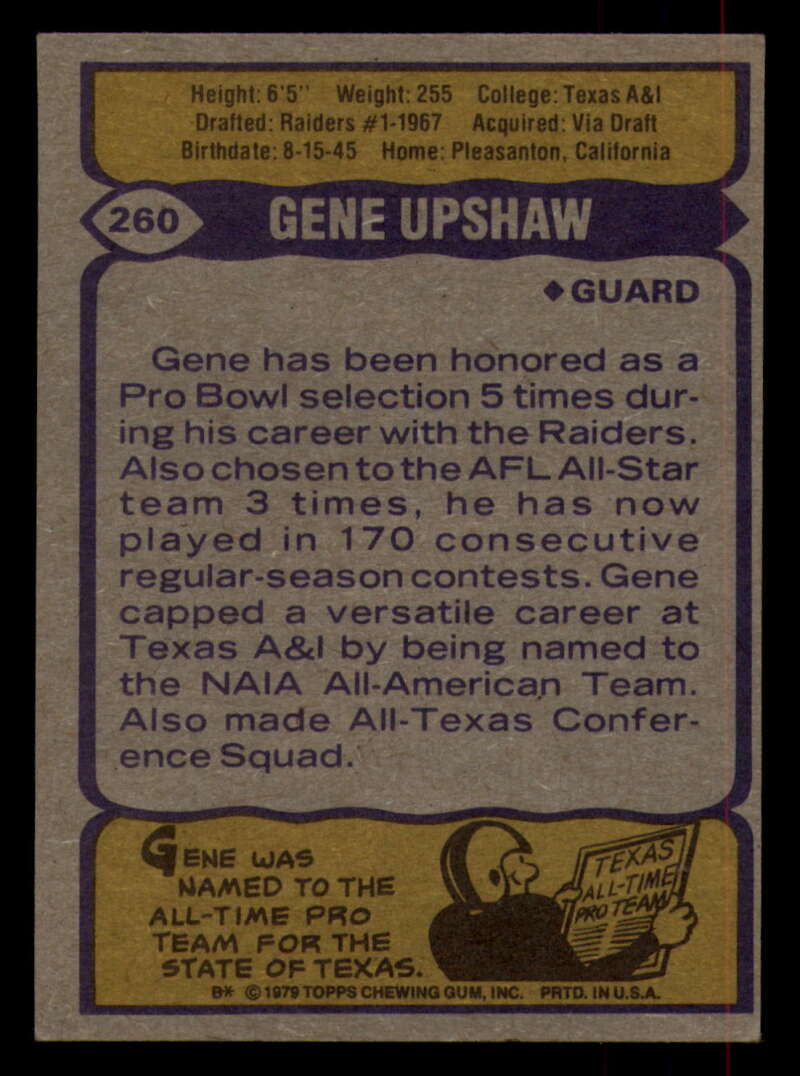 Height: 6'5" Weight: 255 College: Texas A&I
Drafted: Raiders #1-1967 Acquired: Via Draft
Birthdate: 8-15-45 Home: Pleasanton, California
260 GENE UPSHAW
◆ GUARD
Gene has been honored as a
Pro Bowl selection 5 times dur-
ing his career with the Raiders.
Also chosen to the AFL All-Star
team 3 times, he has now
played in 170 consecutive
regular-season contests. Gene
capped a versatile career at
Texas A&I by being named to
the NAIA All-American Team.
Also made All-Texas Confer-
ence Squad.
GENE WAS
NAMED TO THE
ALL-TIME PRO
TEAM FOR THE
STATE OF TEXAS.
TEXAS
ALL-TIME
PRO TEAM
B* © 1979 TOPPS CHEWING GUM, INC. PRTD. IN U.S.A.